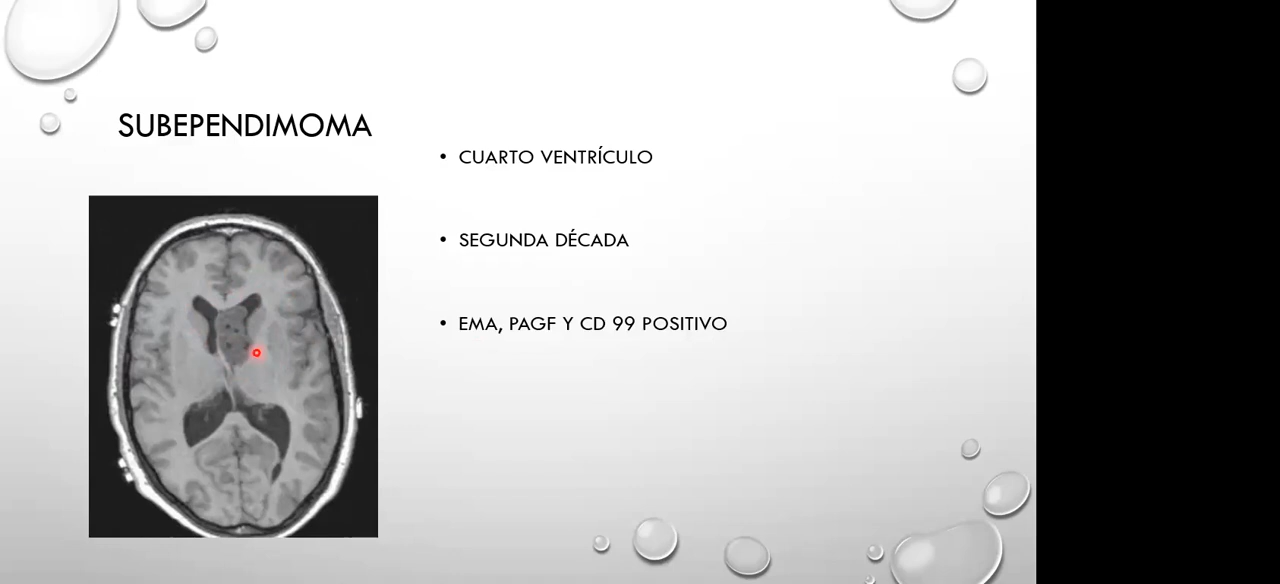 SUBEPENDIMOMA
• CUARTO VENTRÍCULO
• SEGUNDA DÉCADA
• EMA, PAGF Y CD 99 POSITIVO